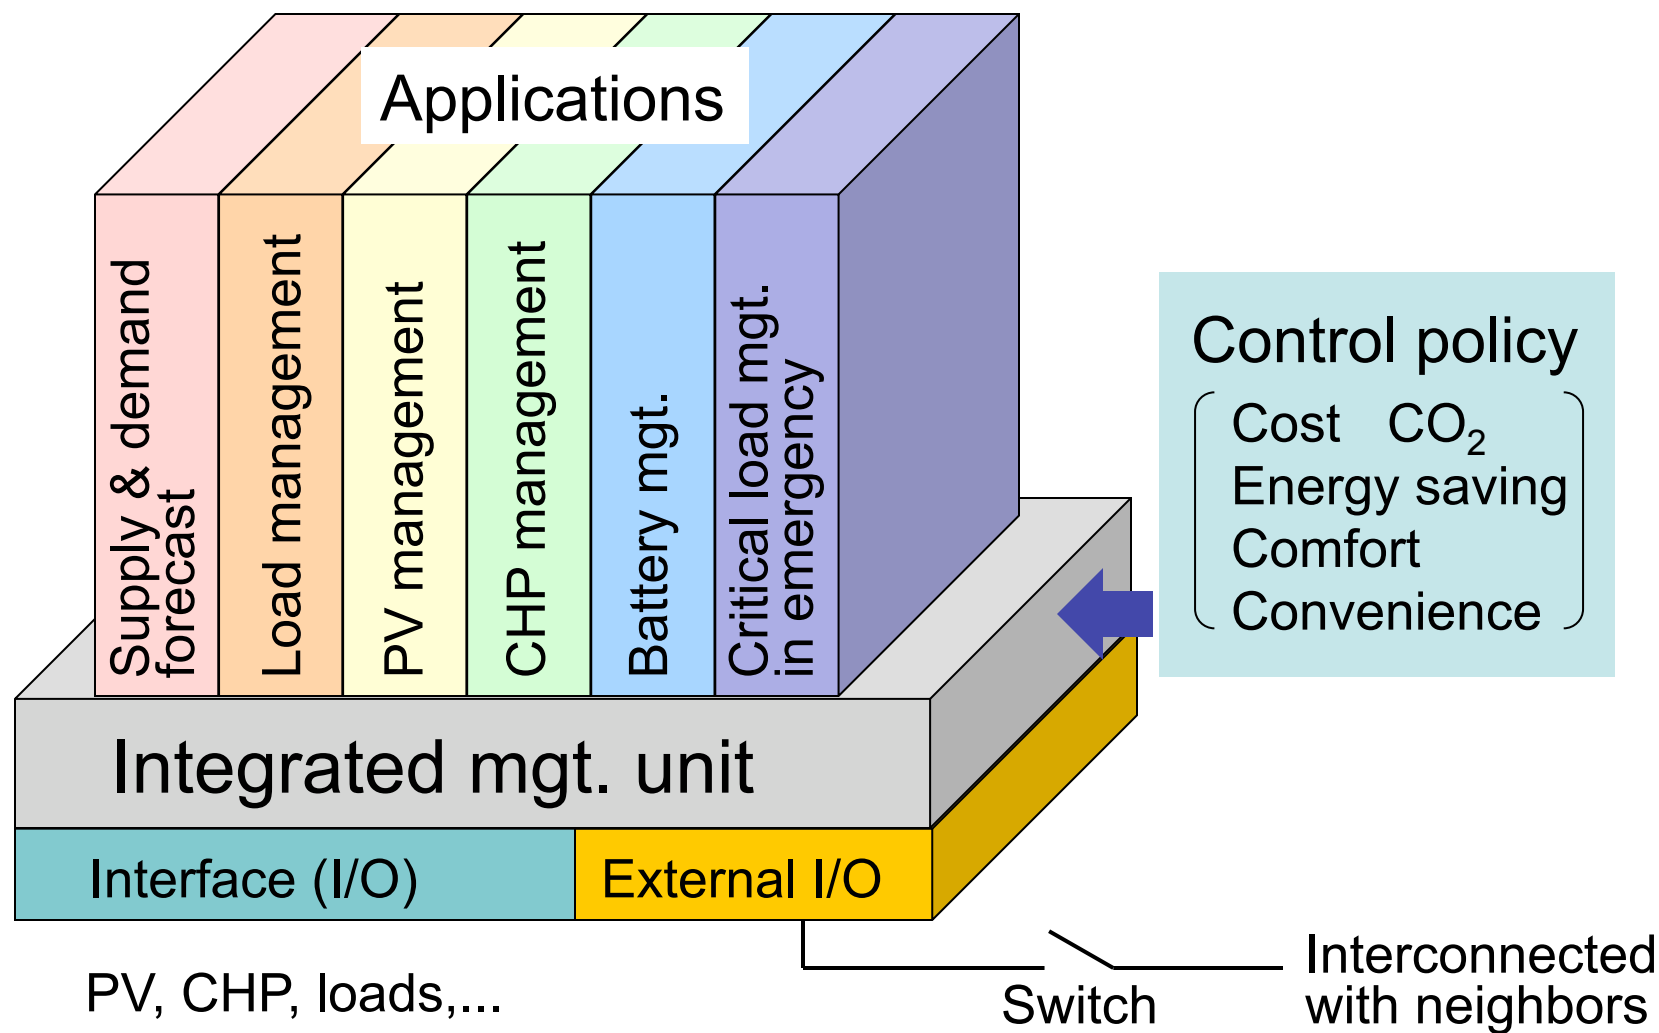 Applications
Supply & demand
forecast
Load management
PV management
CHP management
Battery mgt.
Critical load mgt.
in emergency
Control policy
Cost CO₂
Energy saving
Comfort
Convenience
Integrated mgt. unit
Interface (I/O)
External I/O
PV, CHP, loads,...
Switch
Interconnected
with neighbors